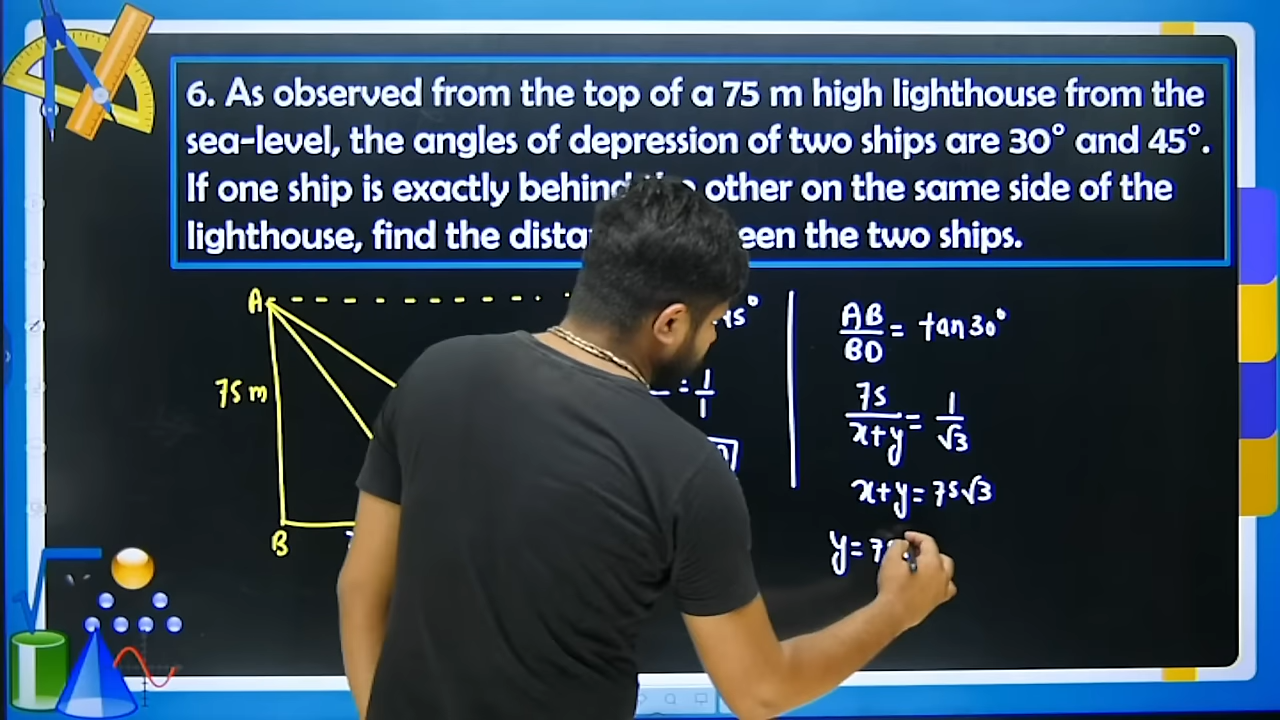 6. As observed from the top of a 75 m high lighthouse from the
sea-level, the angles of depression of two ships are 30° and 45°.
If one ship is exactly behind other on the same side of the
lighthouse, find the the two ships.
A
75 m
B
45°
= 1/1
AB/BD = tan 30°
75/x+y = 1/√3
x+y = 75√3
y =